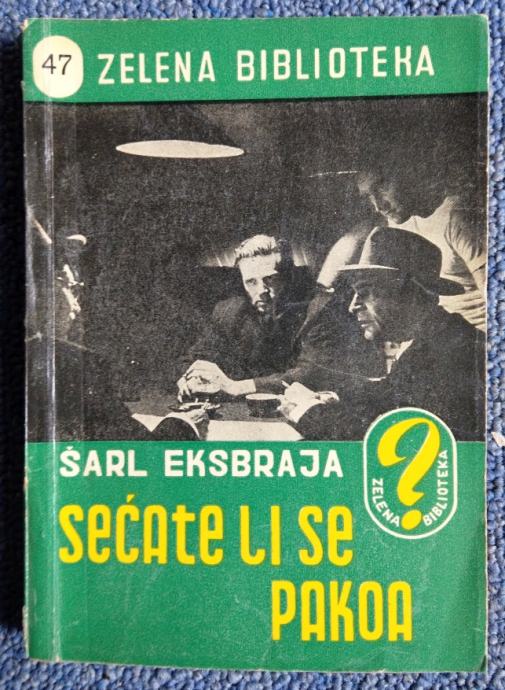 47 ZELENA BIBLIOTEKA
ŠARL EKSBRAJA
SEĆATE LI SE
PAKOA
?
ZELENA BIBLIOTEKA